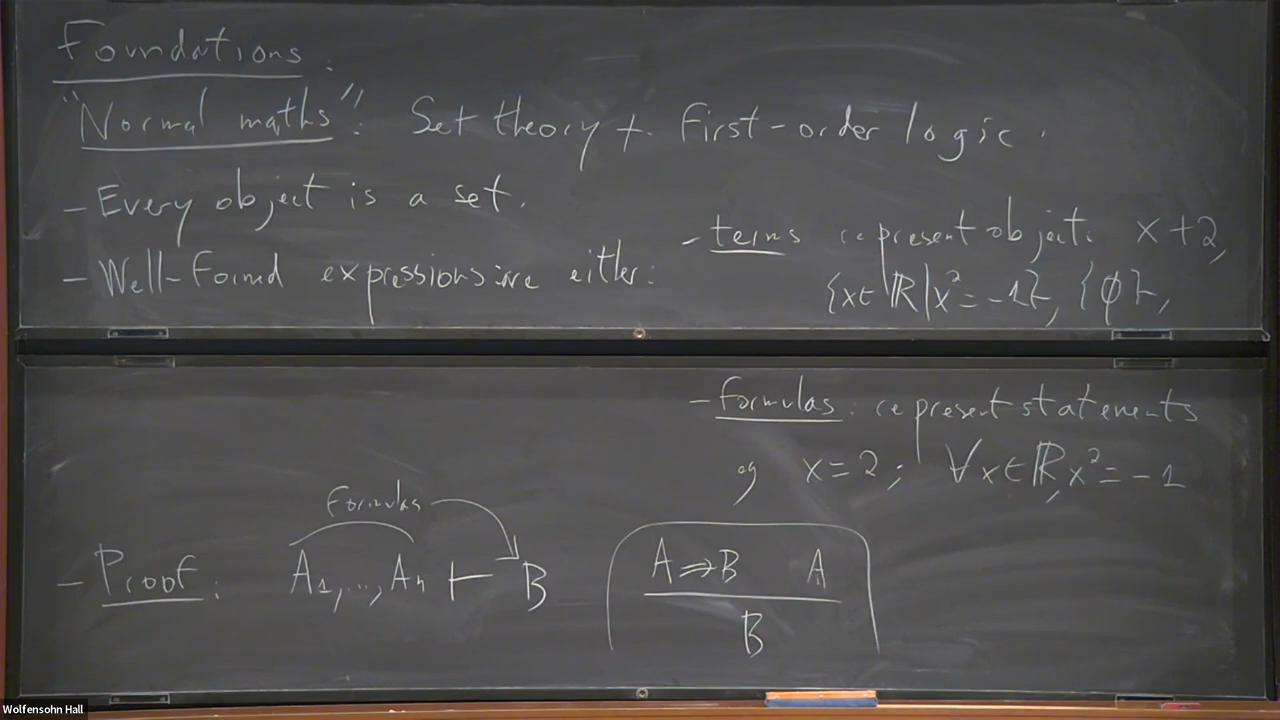 Foundations:
"Normal maths": Set theory + First-order logic.
- Every object is a set.
- Well-formed expressions are either:
- terms represent object: x+2,
{x∈ℝ|x²=-1}, {∅},
- formulas: represent statements
eg x=2; ∀x∈ℝ, x²=-1
Formulas
- Proof: A₁,...,Aₙ ⊢ B
A⇒B A
B
Wolfensohn Hall